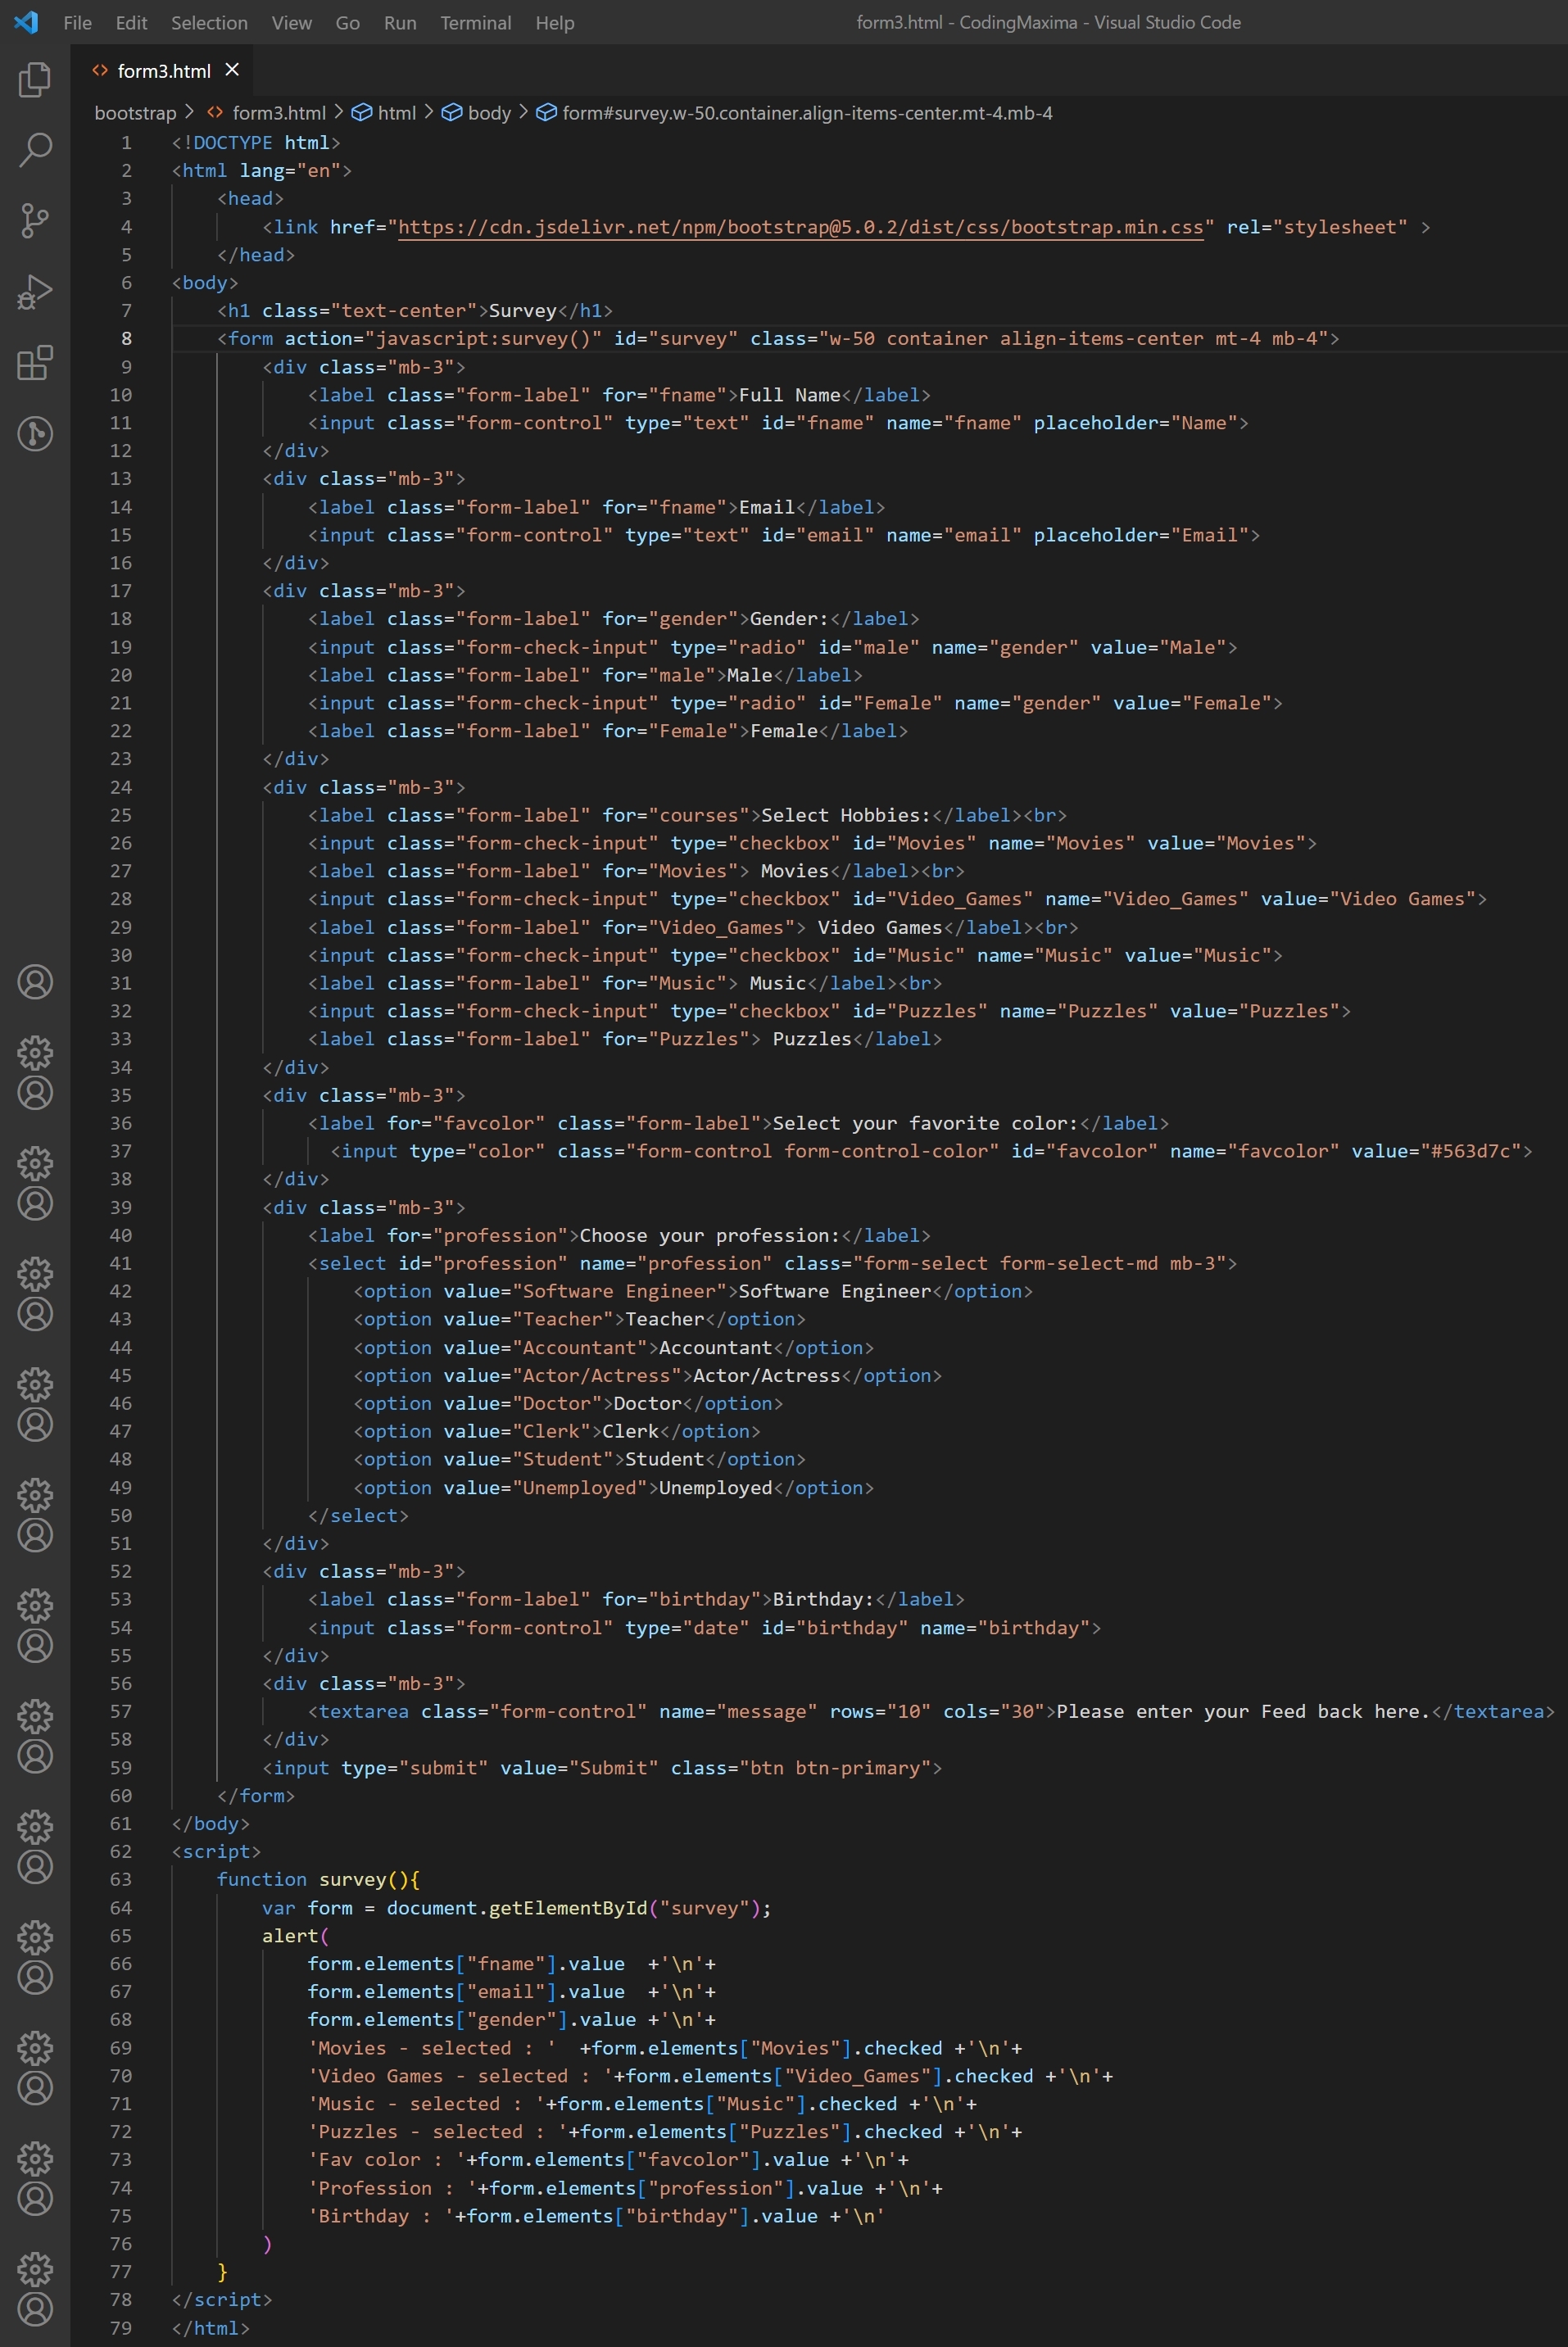 File Edit Selection View Go Run Terminal Help form3.html - CodingMaxima - Visual Studio Code
form3.html
bootstrap > form3.html > html > body > form#survey.w-50.container.align-items-center.mt-4.mb-4
1 <!DOCTYPE html>
2 <html lang="en">
3 <head>
4 <link href="https://cdn.jsdelivr.net/npm/bootstrap@5.0.2/dist/css/bootstrap.min.css" rel="stylesheet" >
5 </head>
6 <body>
7 <h1 class="text-center">Survey</h1>
8 <form action="javascript:survey()" id="survey" class="w-50 container align-items-center mt-4 mb-4">
9 <div class="mb-3">
10 <label class="form-label" for="fname">Full Name</label>
11 <input class="form-control" type="text" id="fname" name="fname" placeholder="Name">
12 </div>
13 <div class="mb-3">
14 <label class="form-label" for="fname">Email</label>
15 <input class="form-control" type="text" id="email" name="email" placeholder="Email">
16 </div>
17 <div class="mb-3">
18 <label class="form-label" for="gender">Gender:</label>
19 <input class="form-check-input" type="radio" id="male" name="gender" value="Male">
20 <label class="form-label" for="male">Male</label>
21 <input class="form-check-input" type="radio" id="Female" name="gender" value="Female">
22 <label class="form-label" for="Female">Female</label>
23 </div>
24 <div class="mb-3">
25 <label class="form-label" for="courses">Select Hobbies:</label><br>
26 <input class="form-check-input" type="checkbox" id="Movies" name="Movies" value="Movies">
27 <label class="form-label" for="Movies"> Movies</label><br>
28 <input class="form-check-input" type="checkbox" id="Video_Games" name="Video_Games" value="Video Games">
29 <label class="form-label" for="Video_Games"> Video Games</label><br>
30 <input class="form-check-input" type="checkbox" id="Music" name="Music" value="Music">
31 <label class="form-label" for="Music"> Music</label><br>
32 <input class="form-check-input" type="checkbox" id="Puzzles" name="Puzzles" value="Puzzles">
33 <label class="form-label" for="Puzzles"> Puzzles</label>
34 </div>
35 <div class="mb-3">
36 <label for="favcolor" class="form-label">Select your favorite color:</label>
37 <input type="color" class="form-control form-control-color" id="favcolor" name="favcolor" value="#563d7c">
38 </div>
39 <div class="mb-3">
40 <label for="profession">Choose your profession:</label>
41 <select id="profession" name="profession" class="form-select form-select-md mb-3">
42 <option value="Software Engineer">Software Engineer</option>
43 <option value="Teacher">Teacher</option>
44 <option value="Accountant">Accountant</option>
45 <option value="Actor/Actress">Actor/Actress</option>
46 <option value="Doctor">Doctor</option>
47 <option value="Clerk">Clerk</option>
48 <option value="Student">Student</option>
49 <option value="Unemployed">Unemployed</option>
50 </select>
51 </div>
52 <div class="mb-3">
53 <label class="form-label" for="birthday">Birthday:</label>
54 <input class="form-control" type="date" id="birthday" name="birthday">
55 </div>
56 <div class="mb-3">
57 <textarea class="form-control" name="message" rows="10" cols="30">Please enter your Feed back here.</textarea>
58 </div>
59 <input type="submit" value="Submit" class="btn btn-primary">
60 </form>
61 </body>
62 <script>
63 function survey(){
64 var form = document.getElementById("survey");
65 alert(
66 form.elements["fname"].value  +'\n'+
67 form.elements["email"].value  +'\n'+
68 form.elements["gender"].value +'\n'+
69 'Movies - selected : '  +form.elements["Movies"].checked +'\n'+
70 'Video Games - selected : '+form.elements["Video_Games"].checked +'\n'+
71 'Music - selected : '+form.elements["Music"].checked +'\n'+
72 'Puzzles - selected : '+form.elements["Puzzles"].checked +'\n'+
73 'Fav color : '+form.elements["favcolor"].value +'\n'+
74 'Profession : '+form.elements["profession"].value +'\n'+
75 'Birthday : '+form.elements["birthday"].value +'\n'
76 )
77 }
78 </script>
79 </html>